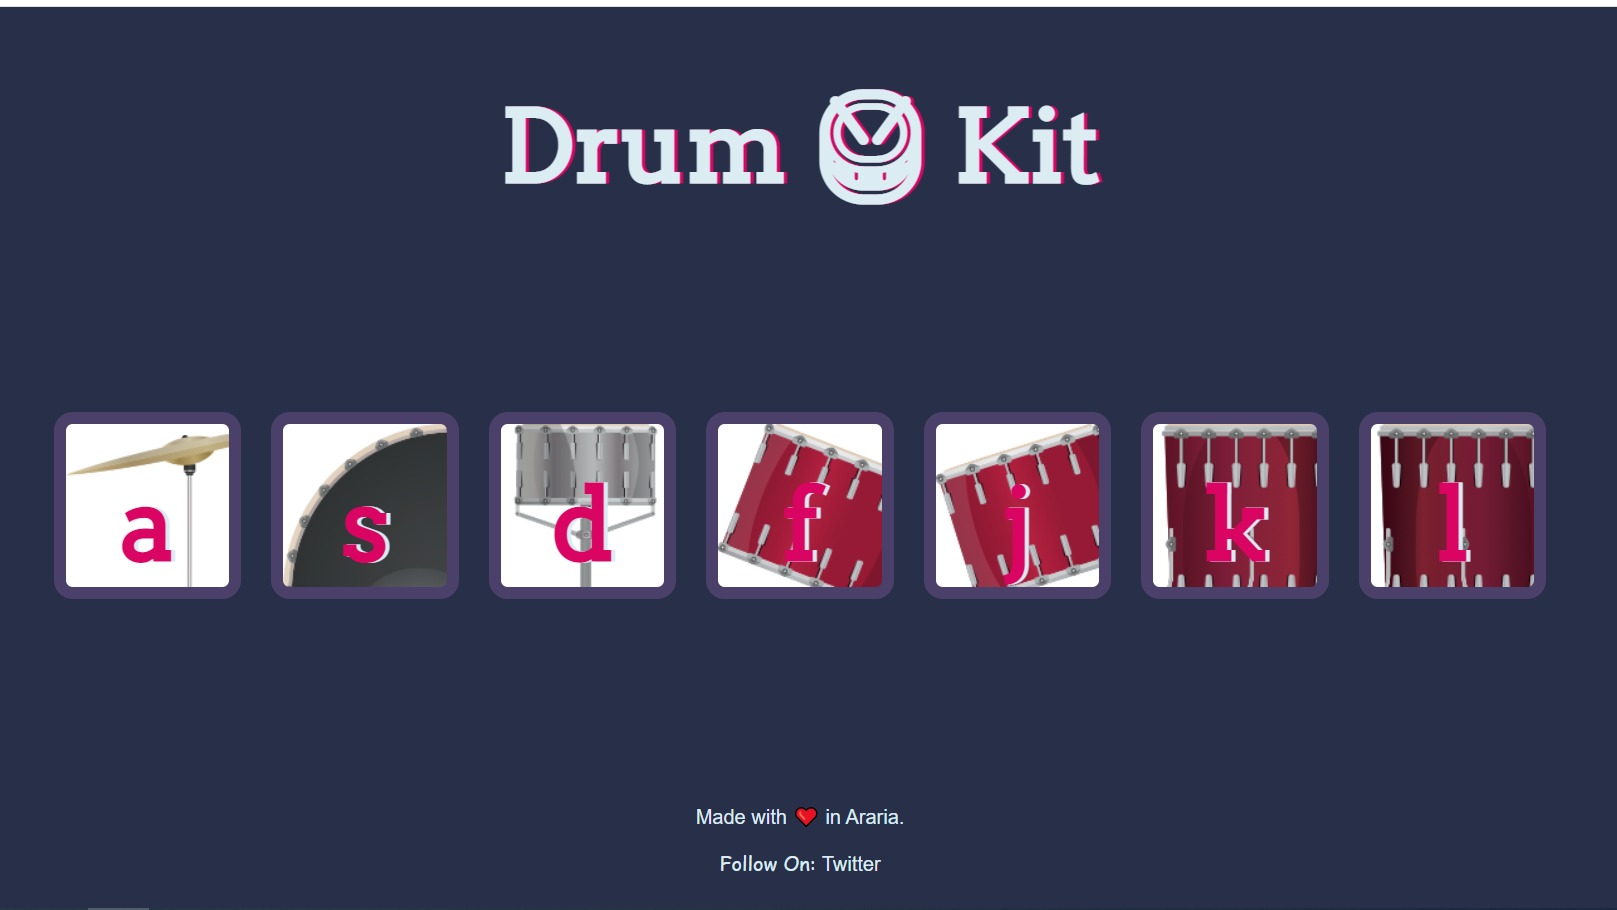 Drum 🥁 Kit
a s d f j k l
Made with ❤️ in Araria.
Follow On: Twitter